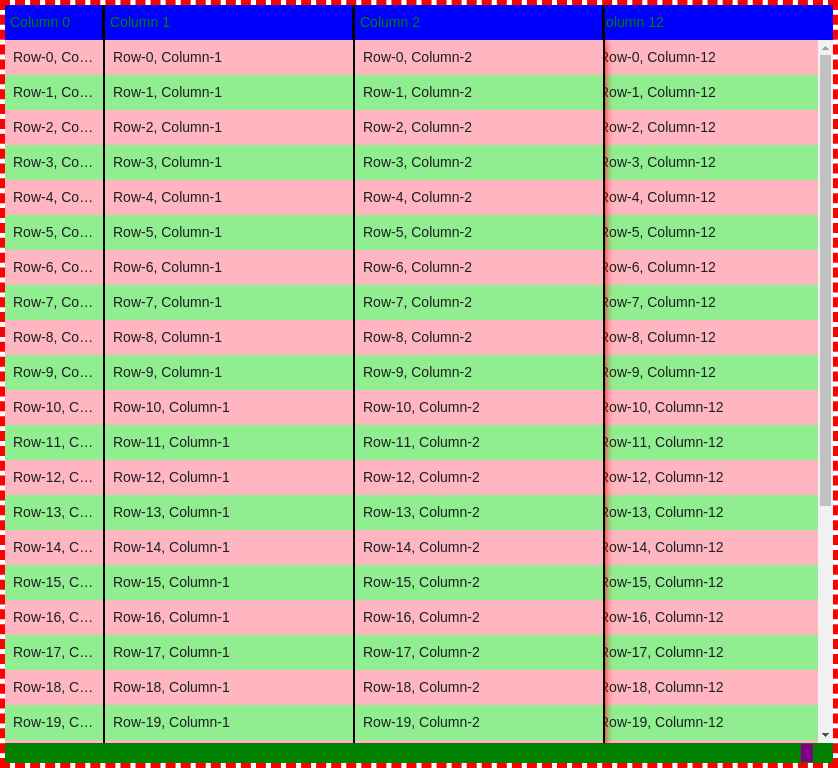 Column 0 Column 1 Column 2 olumn 12
Row-0, Co… Row-0, Column-1 Row-0, Column-2 Row-0, Column-12
Row-1, Co… Row-1, Column-1 Row-1, Column-2 Row-1, Column-12
Row-2, Co… Row-2, Column-1 Row-2, Column-2 Row-2, Column-12
Row-3, Co… Row-3, Column-1 Row-3, Column-2 Row-3, Column-12
Row-4, Co… Row-4, Column-1 Row-4, Column-2 Row-4, Column-12
Row-5, Co… Row-5, Column-1 Row-5, Column-2 Row-5, Column-12
Row-6, Co… Row-6, Column-1 Row-6, Column-2 Row-6, Column-12
Row-7, Co… Row-7, Column-1 Row-7, Column-2 Row-7, Column-12
Row-8, Co… Row-8, Column-1 Row-8, Column-2 Row-8, Column-12
Row-9, Co… Row-9, Column-1 Row-9, Column-2 Row-9, Column-12
Row-10, C… Row-10, Column-1 Row-10, Column-2 Row-10, Column-12
Row-11, C… Row-11, Column-1 Row-11, Column-2 Row-11, Column-12
Row-12, C… Row-12, Column-1 Row-12, Column-2 Row-12, Column-12
Row-13, C… Row-13, Column-1 Row-13, Column-2 Row-13, Column-12
Row-14, C… Row-14, Column-1 Row-14, Column-2 Row-14, Column-12
Row-15, C… Row-15, Column-1 Row-15, Column-2 Row-15, Column-12
Row-16, C… Row-16, Column-1 Row-16, Column-2 Row-16, Column-12
Row-17, C… Row-17, Column-1 Row-17, Column-2 Row-17, Column-12
Row-18, C… Row-18, Column-1 Row-18, Column-2 Row-18, Column-12
Row-19, C… Row-19, Column-1 Row-19, Column-2 Row-19, Column-12